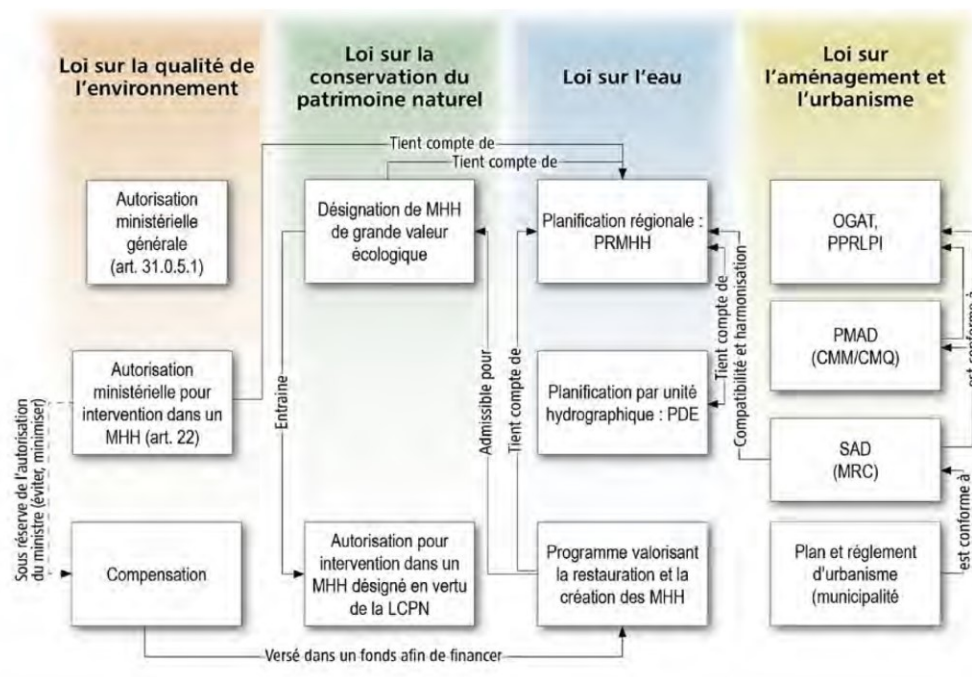 Loi sur la qualité de
l'environnement
Loi sur la
conservation du
patrimoine naturel
Loi sur l'eau
Loi sur
l'aménagement et
l'urbanisme
Tient compte de
Tient compte de
Autorisation
ministérielle
générale
(art. 31.0.5.1)
Désignation de MHH
de grande valeur
écologique
Planification régionale :
PRMHH
OGAT,
PPRLPI
Autorisation
ministérielle pour
intervention dans un
MHH (art. 22)
Entraine
Admissible pour
Tient compte de
Planification par unité
hydrographique : PDE
Tient compte de
Compatibilité et harmonisation
PMAD
(CMM/CMQ)
est conforme à
SAD
(MRC)
Sous réserve de l'autorisation
du ministre (éviter, minimiser)
Compensation
Autorisation pour
intervention dans un
MHH désigné en vertu
de la LCPN
Programme valorisant
la restauration et la
création des MHH
Plan et réglement
d'urbanisme
(municipalité
est conforme à
Versé dans un fonds afin de financer